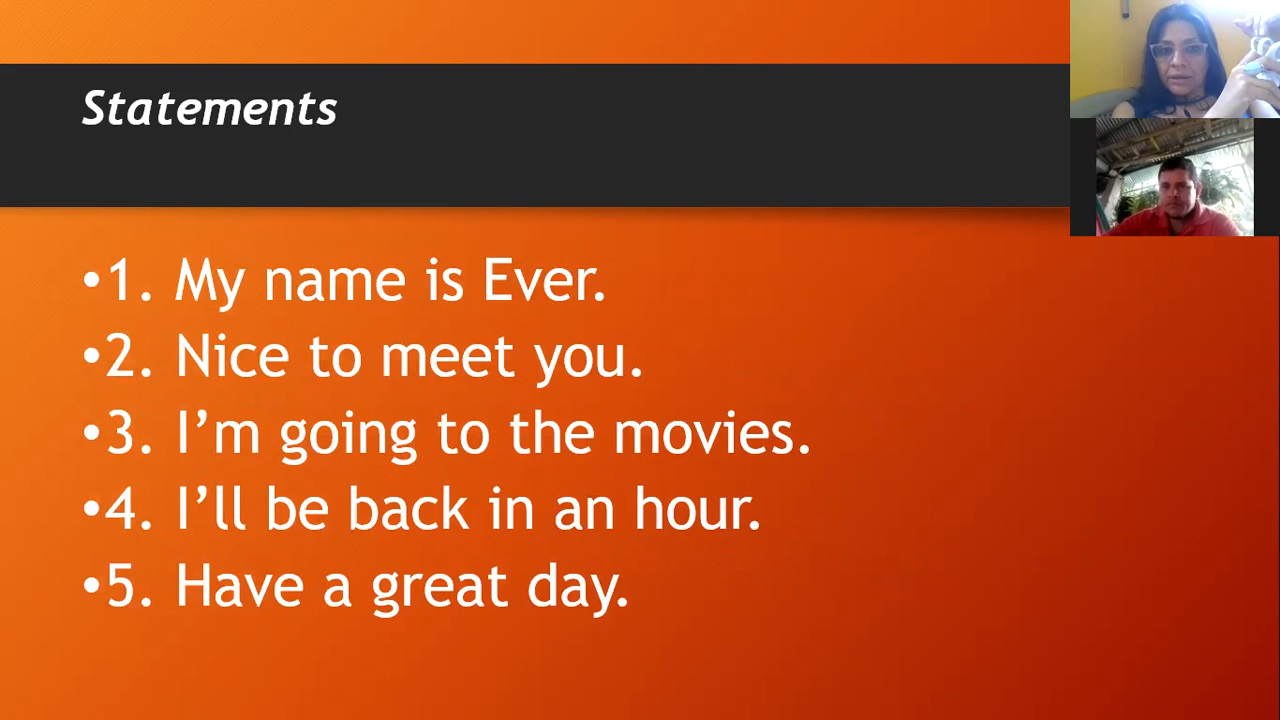 Statements
•1. My name is Ever.
•2. Nice to meet you.
•3. I’m going to the movies.
•4. I’ll be back in an hour.
•5. Have a great day.